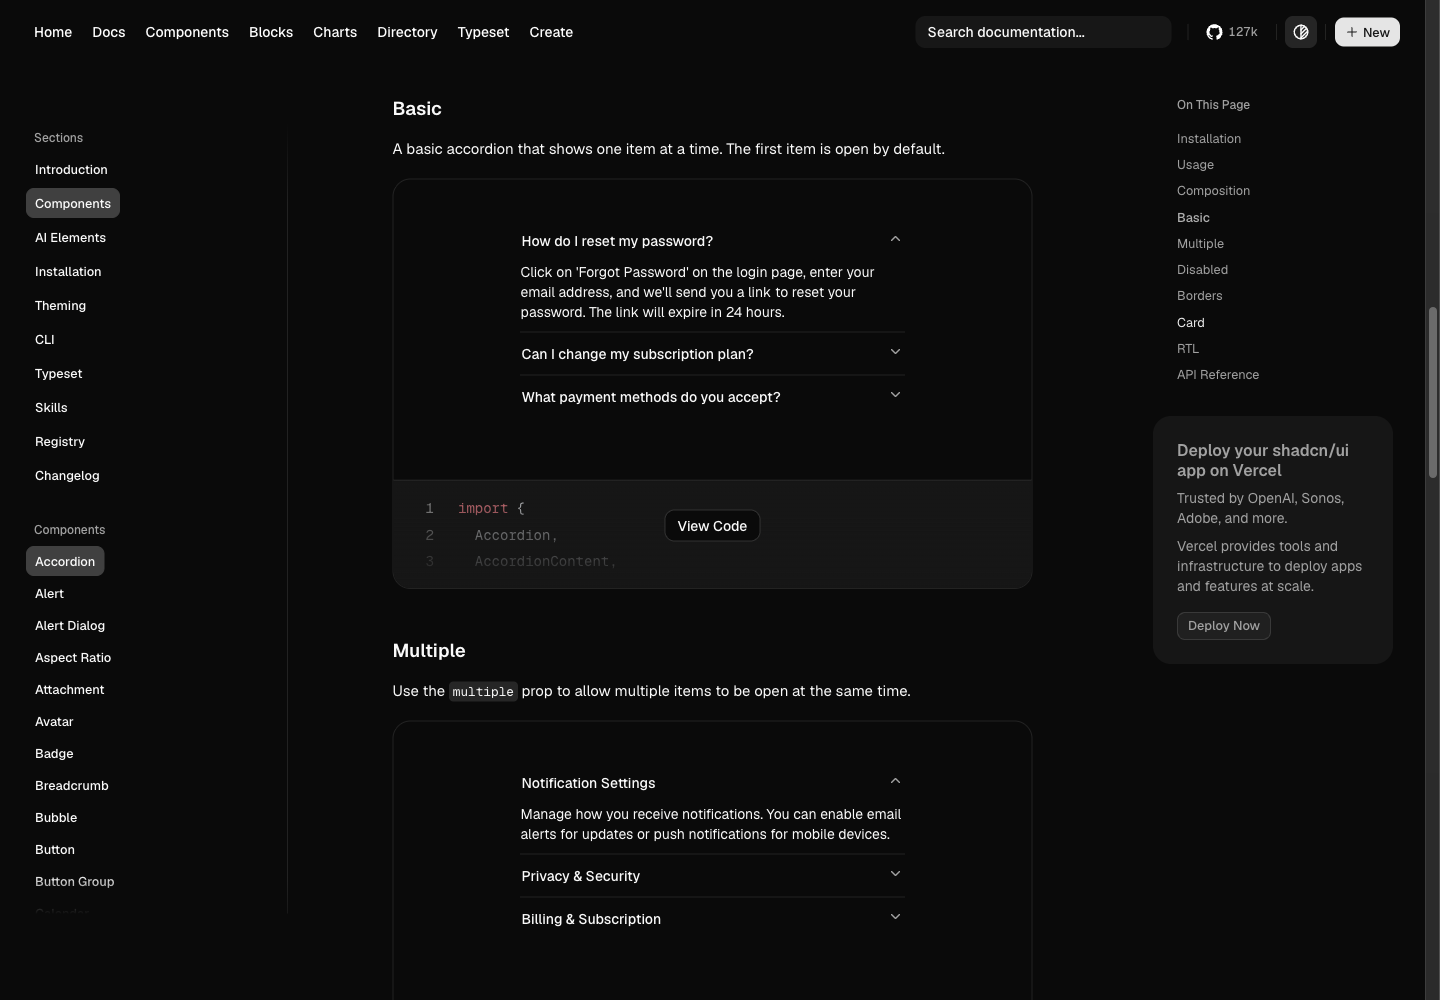 Home Docs Components Blocks Charts Directory Typeset Create
Search documentation...
127k
New
Sections
Introduction
Components
AI Elements
Installation
Theming
CLI
Typeset
Skills
Registry
Changelog
Components
Accordion
Alert
Alert Dialog
Aspect Ratio
Attachment
Avatar
Badge
Breadcrumb
Bubble
Button
Button Group
Calendar
Basic
A basic accordion that shows one item at a time. The first item is open by default.
How do I reset my password?
Click on 'Forgot Password' on the login page, enter your
email address, and we'll send you a link to reset your
password. The link will expire in 24 hours.
Can I change my subscription plan?
What payment methods do you accept?
1 import {
2 Accordion,
3 AccordionContent,
View Code
Multiple
Use the multiple prop to allow multiple items to be open at the same time.
Notification Settings
Manage how you receive notifications. You can enable email
alerts for updates or push notifications for mobile devices.
Privacy & Security
Billing & Subscription
On This Page
Installation
Usage
Composition
Basic
Multiple
Disabled
Borders
Card
RTL
API Reference
Deploy your shadcn/ui
app on Vercel
Trusted by OpenAI, Sonos,
Adobe, and more.
Vercel provides tools and
infrastructure to deploy apps
and features at scale.
Deploy Now